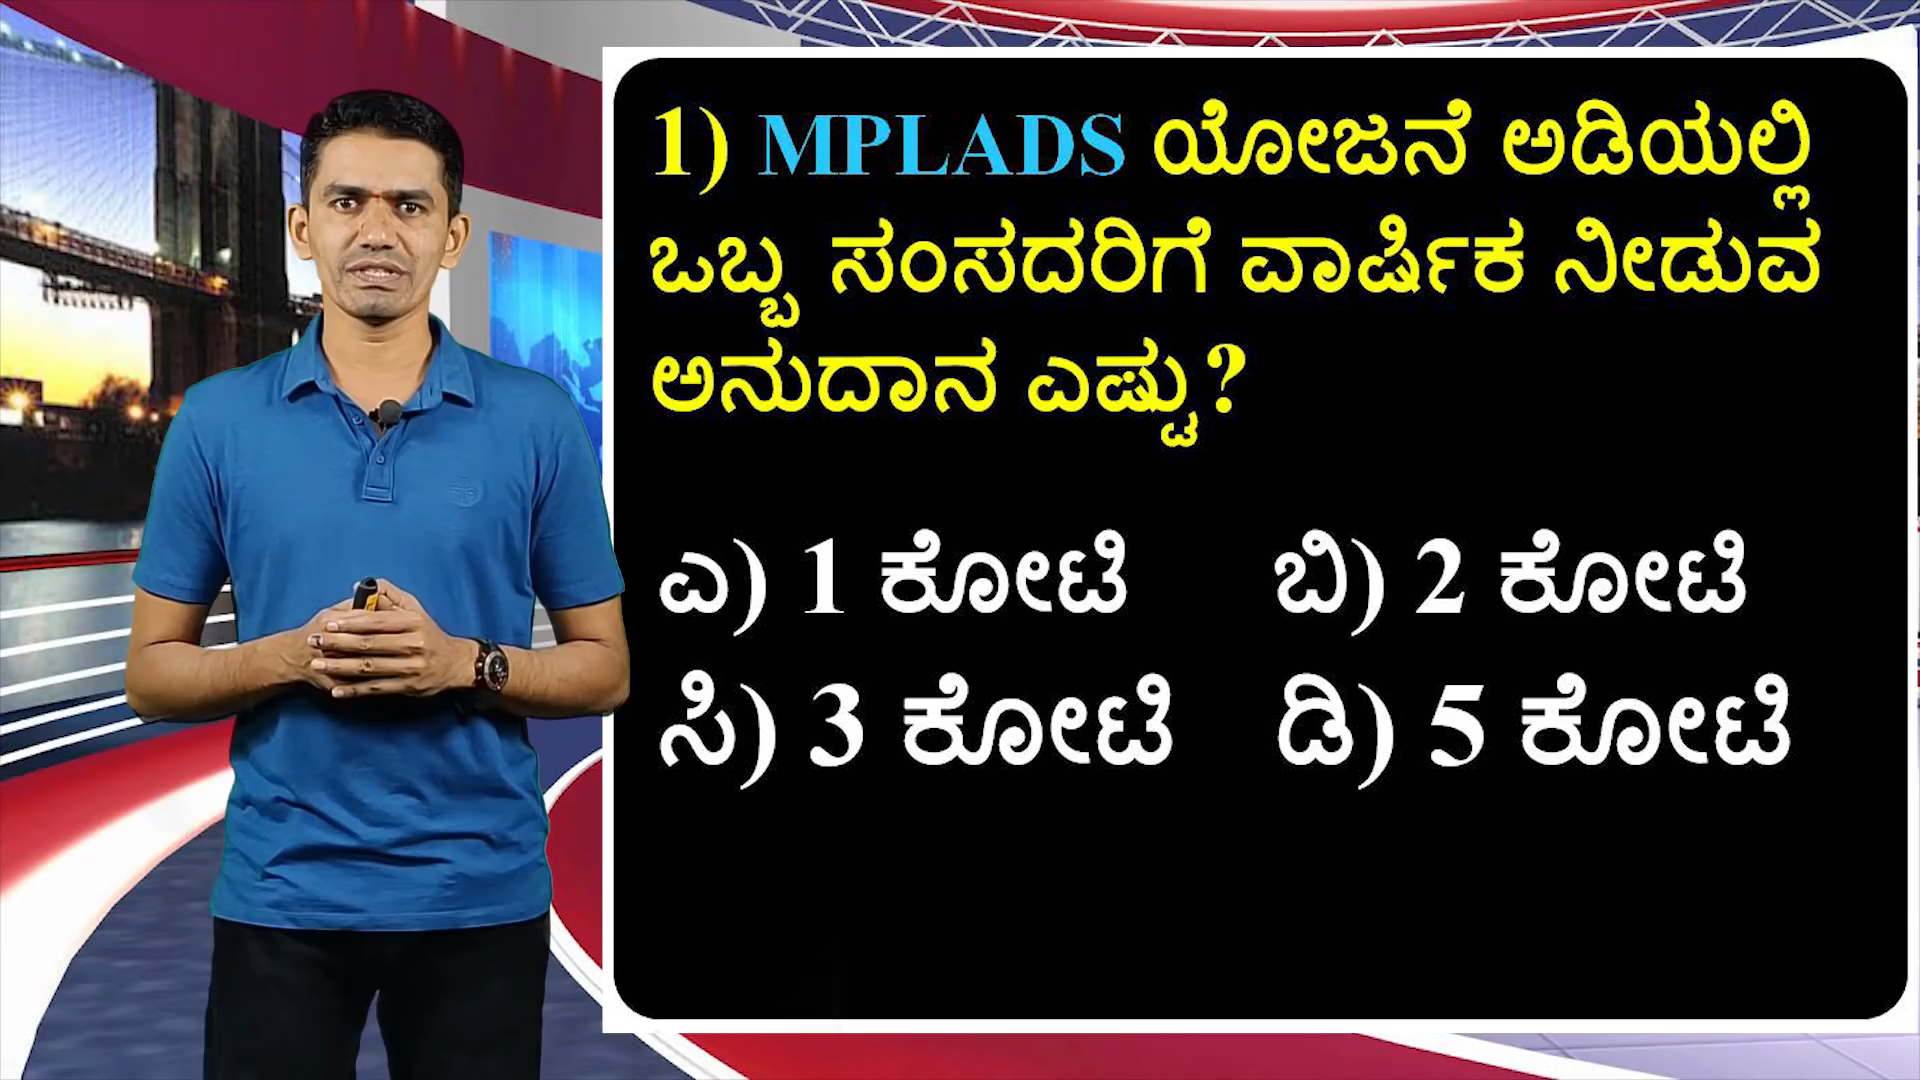 1) MPLADS ಯೋಜನೆ ಅಡಿಯಲ್ಲಿ
ಒಬ್ಬ ಸಂಸದರಿಗೆ ವಾರ್ಷಿಕ ನೀಡುವ
ಅನುದಾನ ಎಷ್ಟು?
ಎ) 1 ಕೋಟಿ ಬಿ) 2 ಕೋಟಿ
ಸಿ) 3 ಕೋಟಿ ಡಿ) 5 ಕೋಟಿ